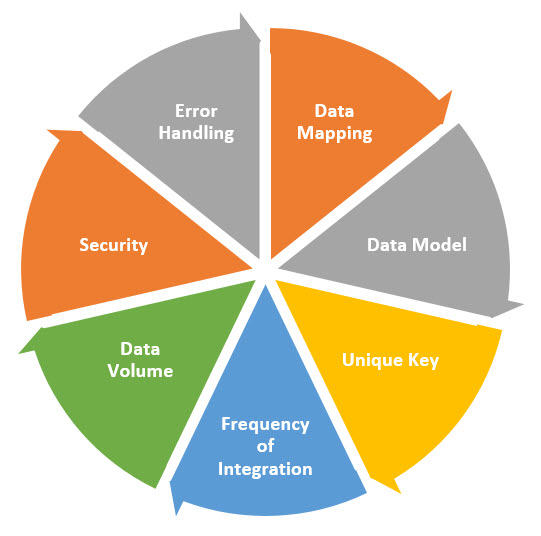 Data
Mapping
Data Model
Unique Key
Frequency
of
Integration
Data
Volume
Security
Error
Handling